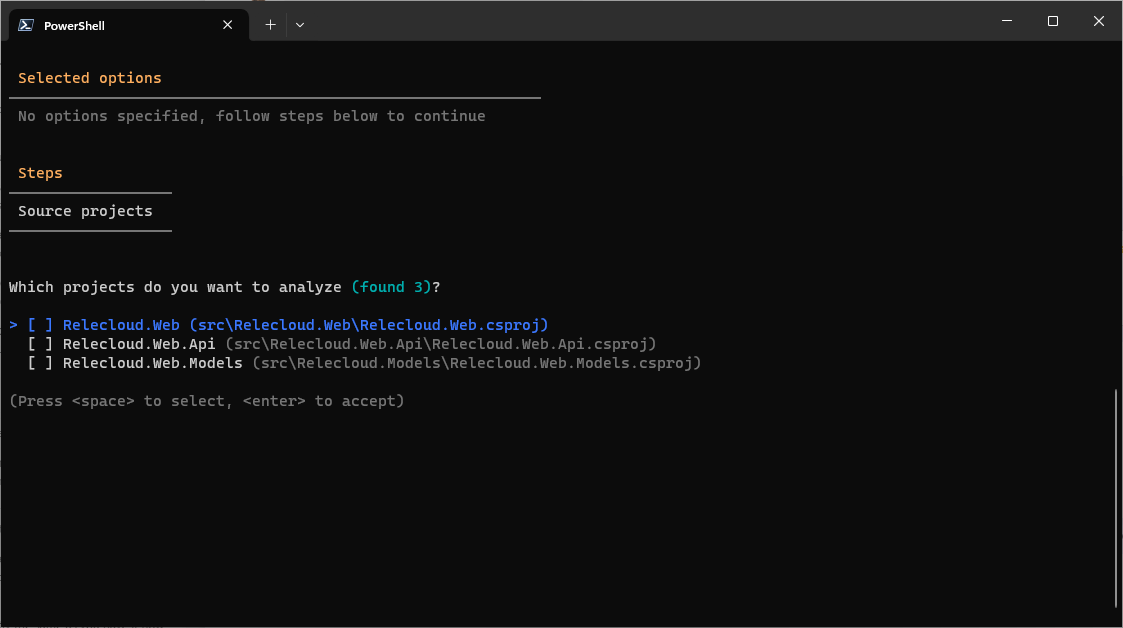 PowerShell
Selected options
No options specified, follow steps below to continue
Steps
Source projects
Which projects do you want to analyze (found 3)?
> [ ] Relecloud.Web (src\Relecloud.Web\Relecloud.Web.csproj)
[ ] Relecloud.Web.Api (src\Relecloud.Web.Api\Relecloud.Web.Api.csproj)
[ ] Relecloud.Web.Models (src\Relecloud.Models\Relecloud.Web.Models.csproj)
(Press <space> to select, <enter> to accept)